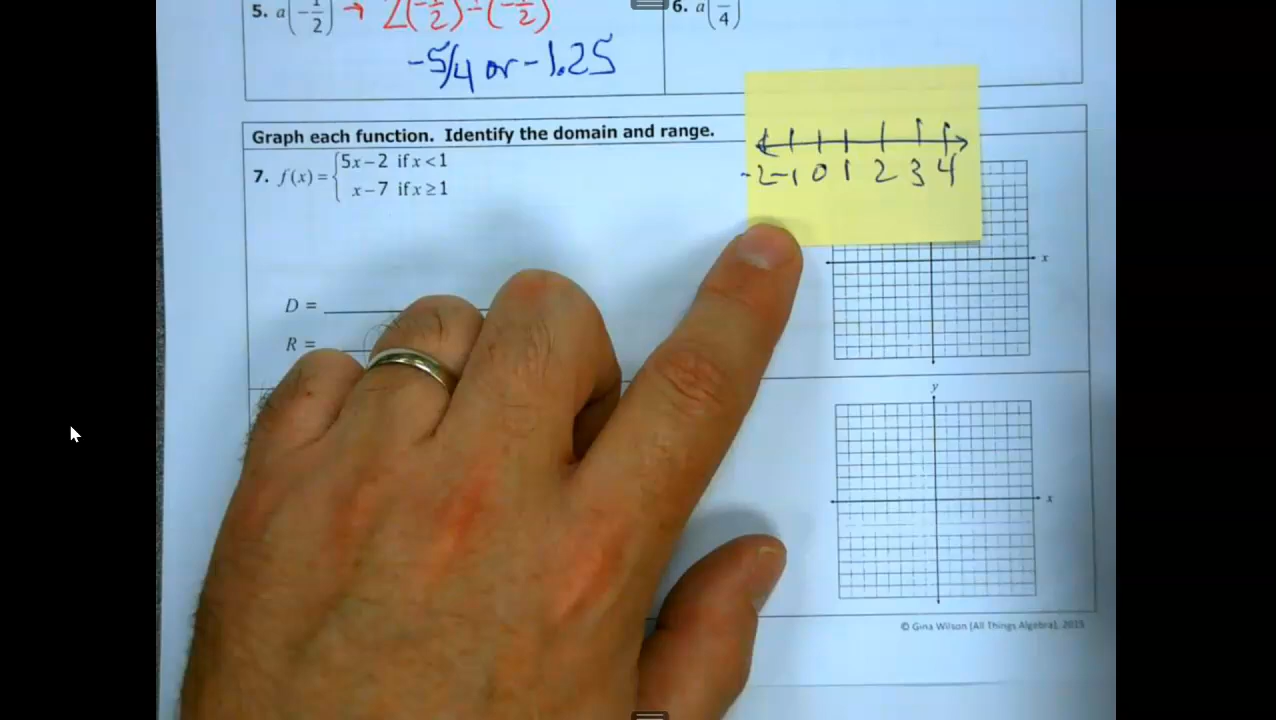 5. a(-1/2) → 2(-1/2) ÷ (-1/2)
6. a( /4)
-5/4 or -1.25
Graph each function. Identify the domain and range.
7. f(x) = { 5x − 2 if x < 1
x − 7 if x ≥ 1
-2 -1 0 1 2 3 4
x
D =
R =
y
x
© Gina Wilson (All Things Algebra), 2015